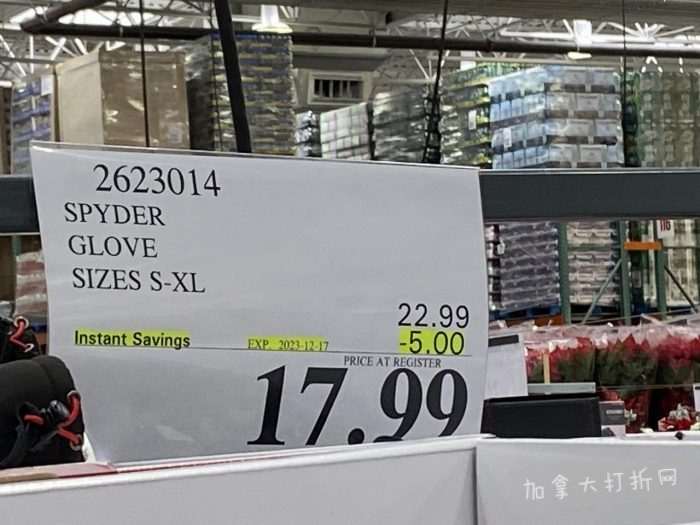 2623014
SPYDER
GLOVE
SIZES S-XL
22.99
Instant Savings EXP. 2023-12-17 -5.00
PRICE AT REGISTER
17.99
116
加拿大打折网